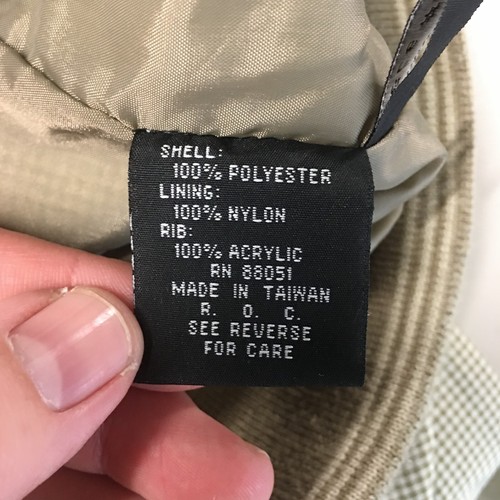 SHELL:
100% POLYESTER
LINING:
100% NYLON
RIB:
100% ACRYLIC
RN 88051
MADE IN TAIWAN
R. O. C.
SEE REVERSE
FOR CARE